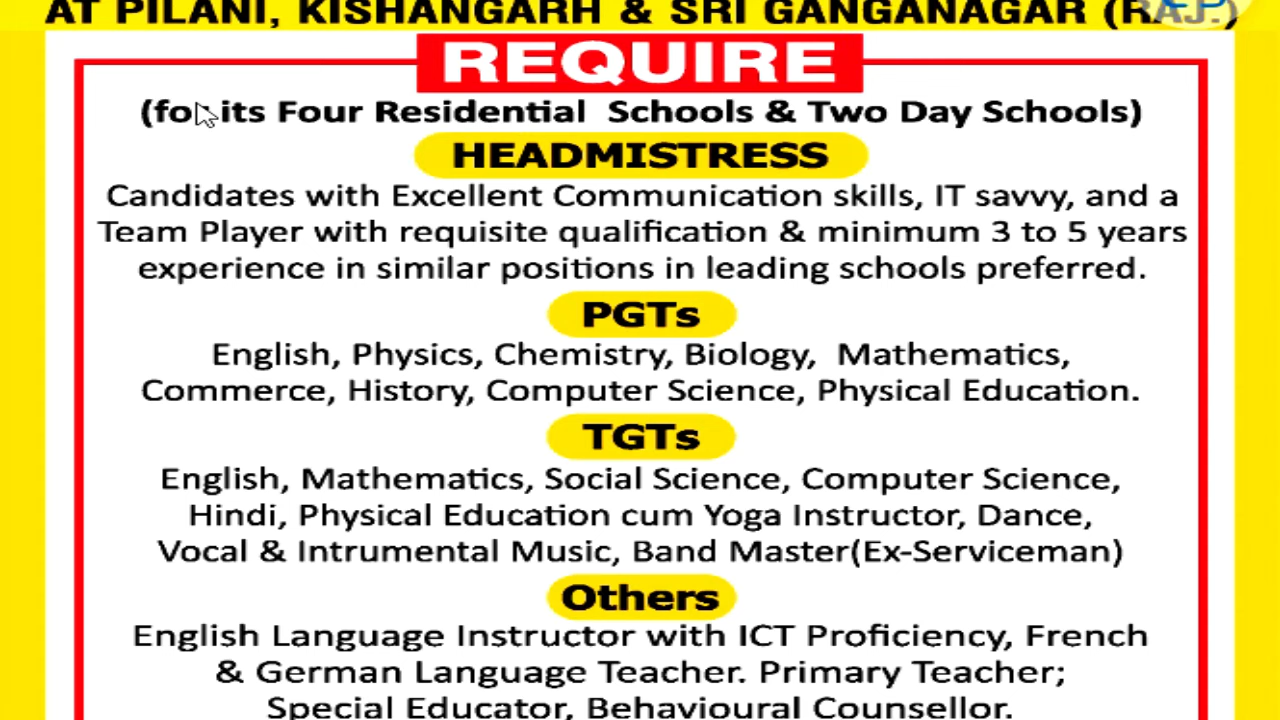 AT PILANI, KISHANGARH & SRI GANGANAGAR (RAJ.)
REQUIRE
(for its Four Residential Schools & Two Day Schools)
HEADMISTRESS
Candidates with Excellent Communication skills, IT savvy, and a
Team Player with requisite qualification & minimum 3 to 5 years
experience in similar positions in leading schools preferred.
PGTs
English, Physics, Chemistry, Biology, Mathematics,
Commerce, History, Computer Science, Physical Education.
TGTs
English, Mathematics, Social Science, Computer Science,
Hindi, Physical Education cum Yoga Instructor, Dance,
Vocal & Intrumental Music, Band Master(Ex-Serviceman)
Others
English Language Instructor with ICT Proficiency, French
& German Language Teacher. Primary Teacher;
Special Educator, Behavioural Counsellor.